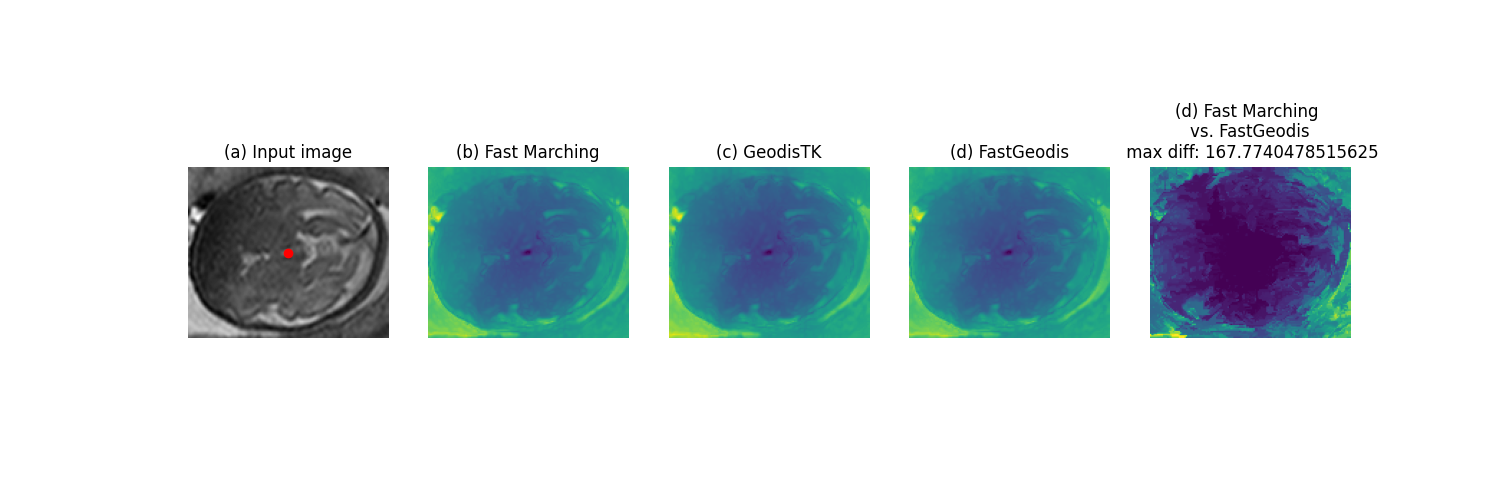 (a) Input image
(b) Fast Marching
(c) GeodisTK
(d) FastGeodis
(d) Fast Marching
vs. FastGeodis
max diff: 167.7740478515625